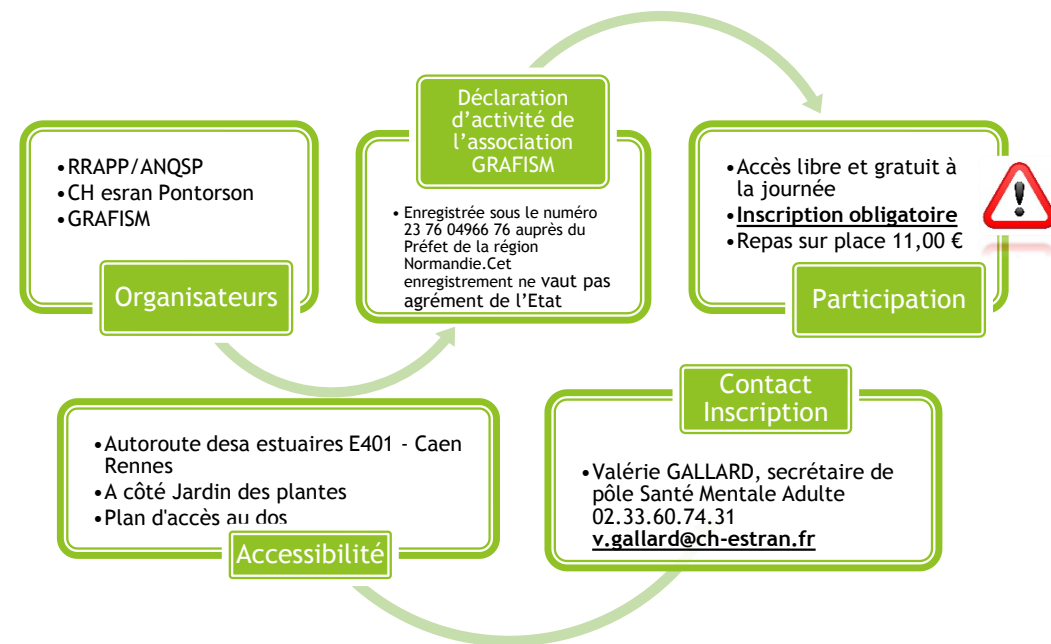 •RRAPP/ANQSP
•CH esran Pontorson
•GRAFISM
Organisateurs
Déclaration
d'activité de
l'association
GRAFISM
• Enregistrée sous le numéro
23 76 04966 76 auprès du
Préfet de la région
Normandie.Cet
enregistrement ne vaut pas
agrément de l'Etat
•Accès libre et gratuit à
la journée
•Inscription obligatoire
•Repas sur place 11,00 €
Participation
•Autoroute desa estuaires E401 - Caen
Rennes
•A côté Jardin des plantes
•Plan d'accès au dos
Accessibilité
Contact
Inscription
•Valérie GALLARD, secrétaire de
pôle Santé Mentale Adulte
02.33.60.74.31
v.gallard@ch-estran.fr